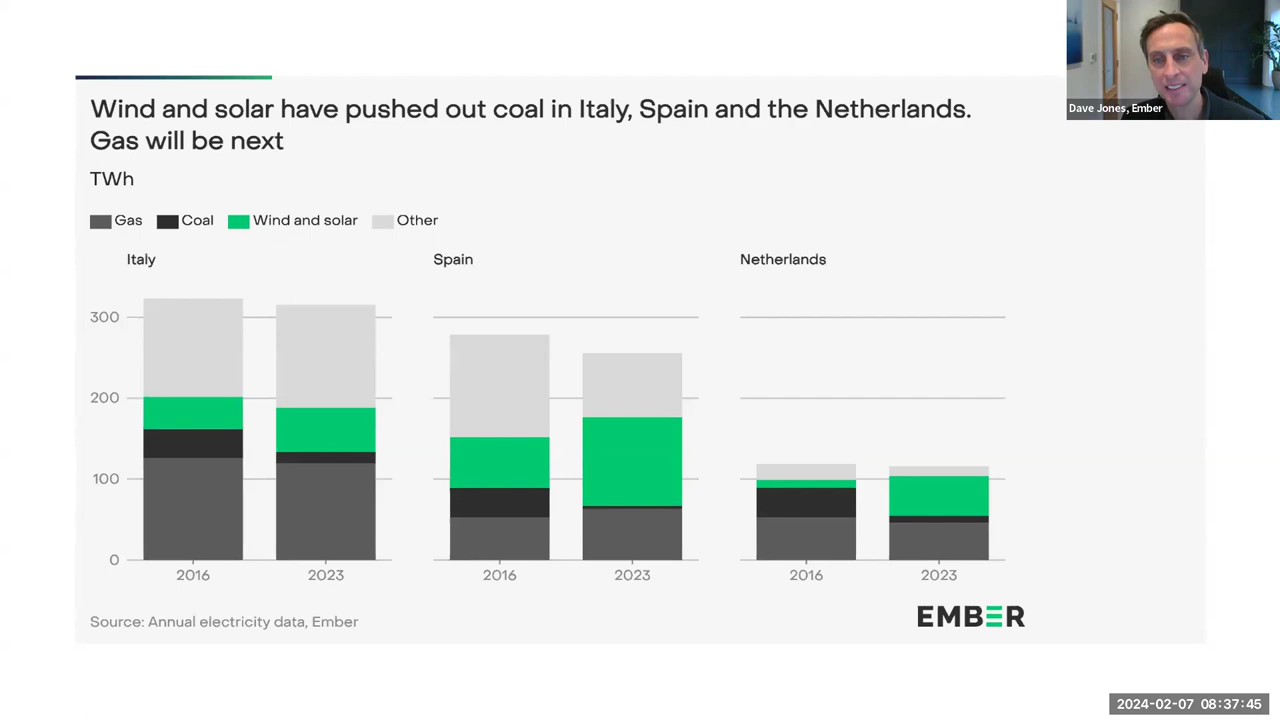 Dave Jones, Ember
Wind and solar have pushed out coal in Italy, Spain and the Netherlands.
Gas will be next
TWh
Gas Coal Wind and solar Other
Italy Spain Netherlands
300
200
100
0
2016 2023 2016 2023 2016 2023
Source: Annual electricity data, Ember
EMBER
2024-02-07 08:37:45